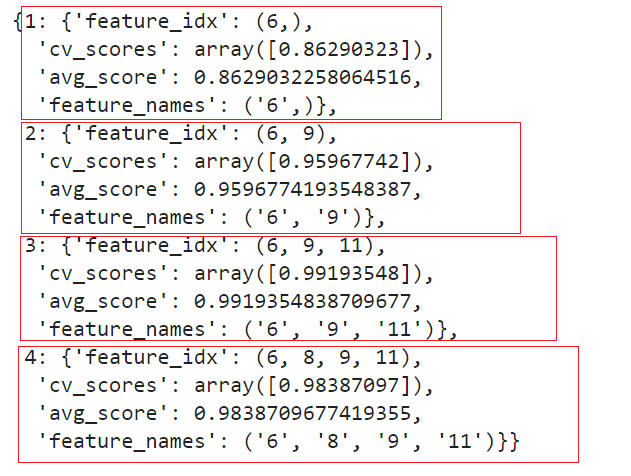 {1: {'feature_idx': (6,),
'cv_scores': array([0.86290323]),
'avg_score': 0.8629032258064516,
'feature_names': ('6',)},
2: {'feature_idx': (6, 9),
'cv_scores': array([0.95967742]),
'avg_score': 0.9596774193548387,
'feature_names': ('6', '9')},
3: {'feature_idx': (6, 9, 11),
'cv_scores': array([0.99193548]),
'avg_score': 0.9919354838709677,
'feature_names': ('6', '9', '11')},
4: {'feature_idx': (6, 8, 9, 11),
'cv_scores': array([0.98387097]),
'avg_score': 0.9838709677419355,
'feature_names': ('6', '8', '9', '11')}}